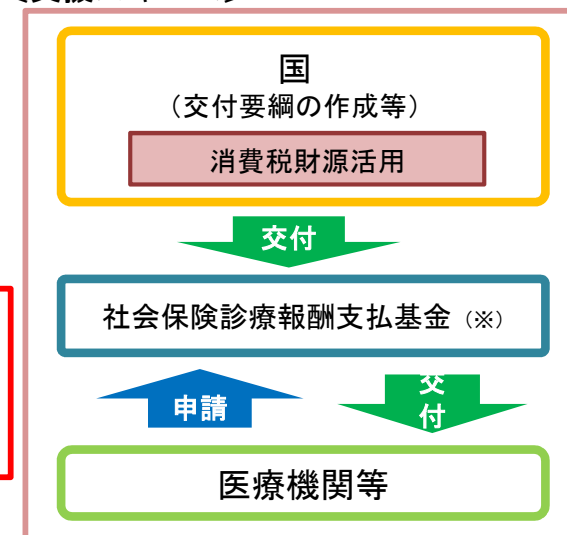 国
（交付要綱の作成等）
消費税財源活用
交付
社会保険診療報酬支払基金（※）
申請
交
付
医療機関等